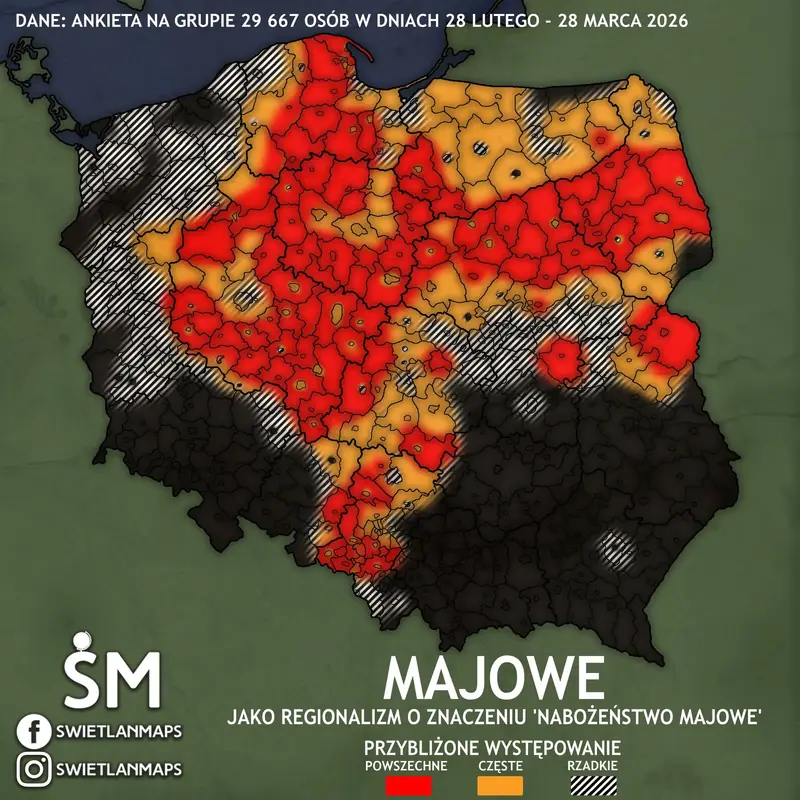 DANE: ANKIETA NA GRUPIE 29 667 OSÓB W DNIACH 28 LUTEGO - 28 MARCA 2026
ŚM
SWIETLANMAPS
SWIETLANMAPS
MAJOWE
JAKO REGIONALIZM O ZNACZENIU 'NABOŻEŃSTWO MAJOWE'
PRZYBLIŻONE WYSTĘPOWANIE
POWSZECHNE CZĘSTE RZADKIE